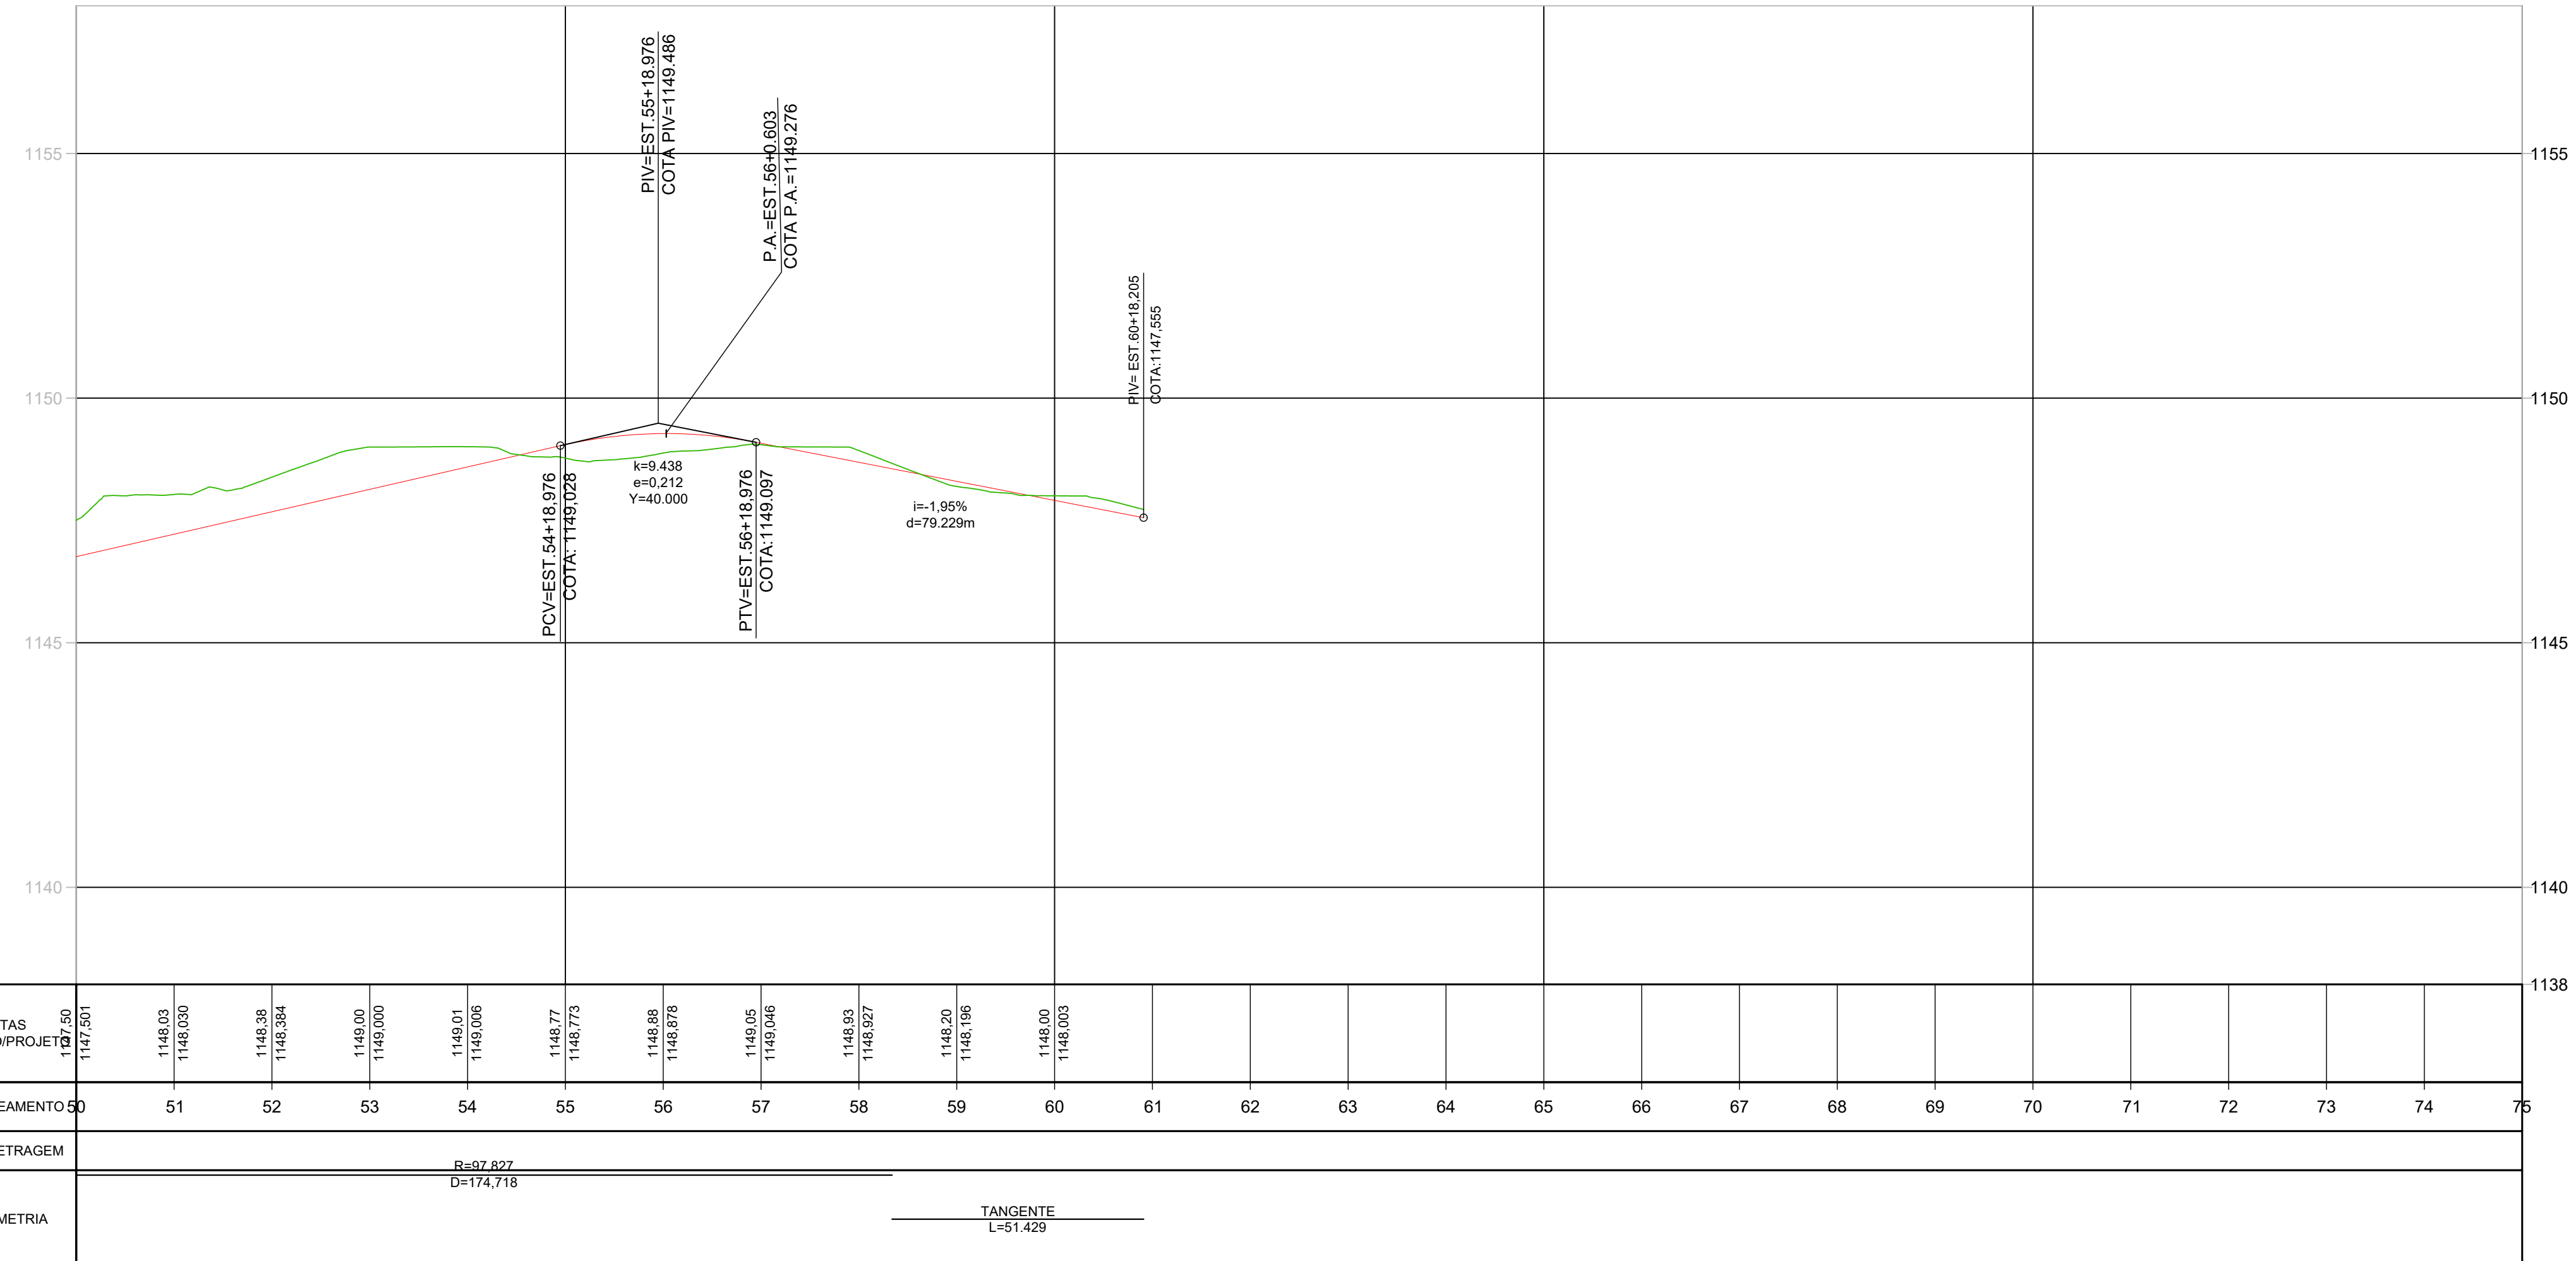 PIV=EST.55+18.976
COTA PIV=1149.486
P.A.=EST.56+0.603
COTA P.A.=1149.276
1155
1155
PIV= EST.60+18,205
COTA:1147,555
1150
1150
k=9.438
e=0,212
Y=40.000
PCV=EST.54+18,976
COTA: 1149,028
PTV=EST.56+18,976
COTA:1149.097
i=-1,95%
d=79.229m
1145
1145
1140
1140
1138
TAS
O/PROJETO
1147,50
1147,501
1148,03
1148,030
1148,38
1148,384
1149,00
1149,000
1149,01
1149,006
1148,77
1148,773
1148,88
1148,878
1149,05
1149,046
1148,93
1148,927
1148,20
1148,196
1148,00
1148,003
EAMENTO 50 51 52 53 54 55 56 57 58 59 60 61 62 63 64 65 66 67 68 69 70 71 72 73 74 75
ETRAGEM
R=97,827
D=174,718
METRIA
TANGENTE
L=51.429